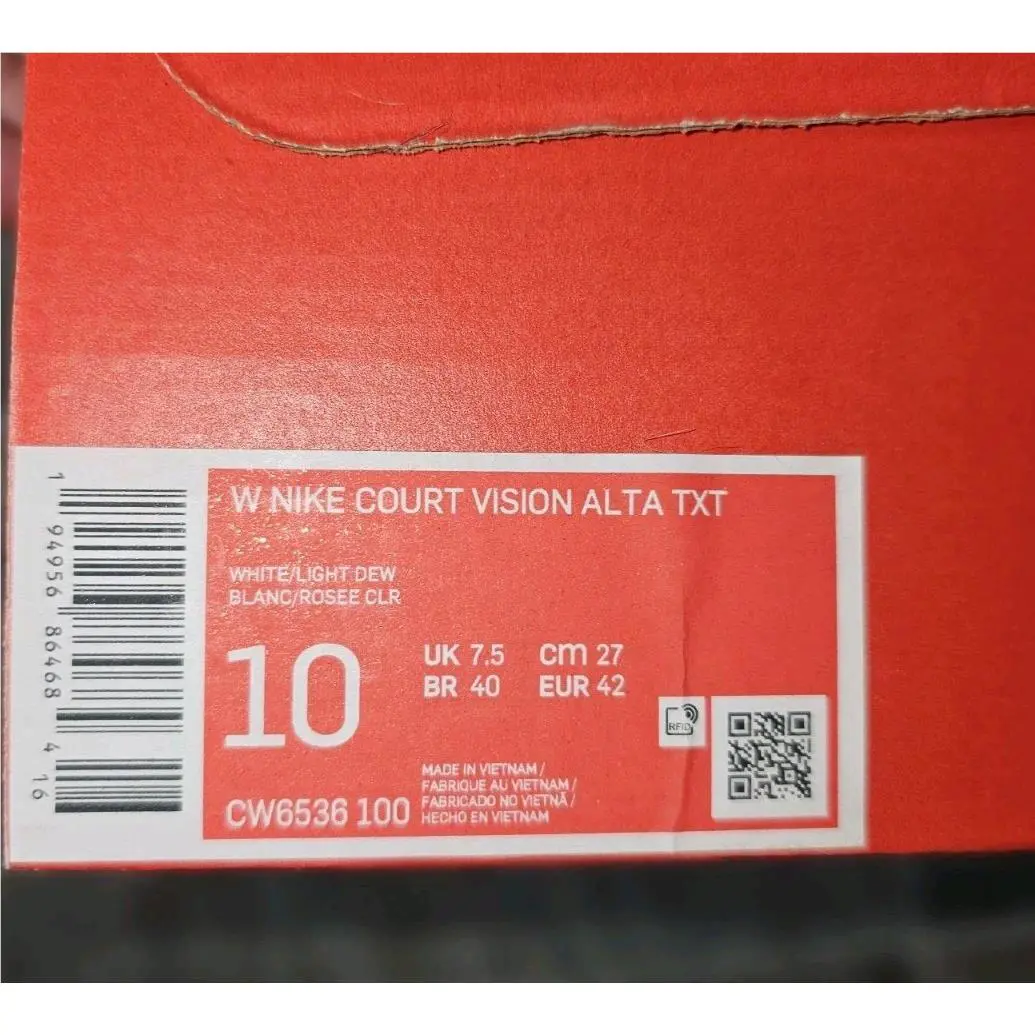 W NIKE COURT VISION ALTA TXT
WHITE/LIGHT DEW
BLANC/ROSEE CLR
10
UK 7.5 cm 27
BR 40 EUR 42
RFID
MADE IN VIETNAM /
FABRIQUE AU VIETNAM /
FABRICADO NO VIETNÃ /
HECHO EN VIETNAM
CW6536 100
1 94956 86468 4 16